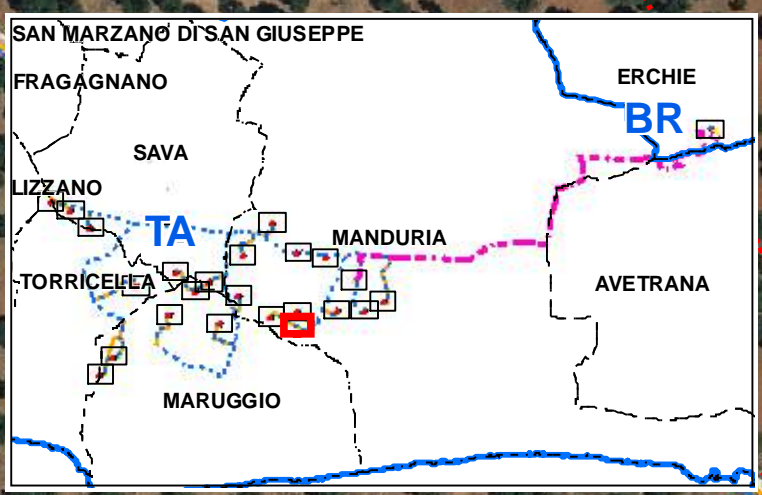 SAN MARZANO DI SAN GIUSEPPE
FRAGAGNANO
ERCHIE
BR
SAVA
LIZZANO
TA
MANDURIA
TORRICELLA
AVETRANA
MARUGGIO